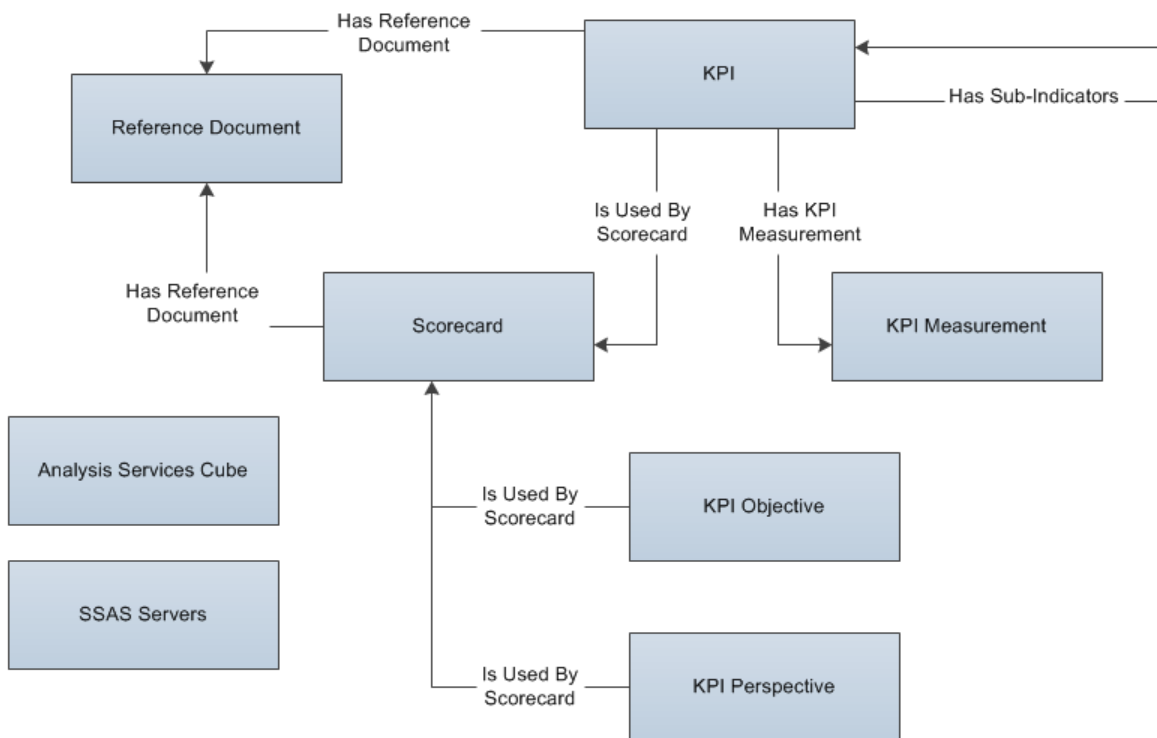 Has Reference
Document
KPI
Has Sub-Indicators
Reference Document
Is Used By
Scorecard
Has KPI
Measurement
Has Reference
Document
Scorecard
KPI Measurement
Analysis Services Cube
Is Used By
Scorecard
KPI Objective
SSAS Servers
Is Used By
Scorecard
KPI Perspective